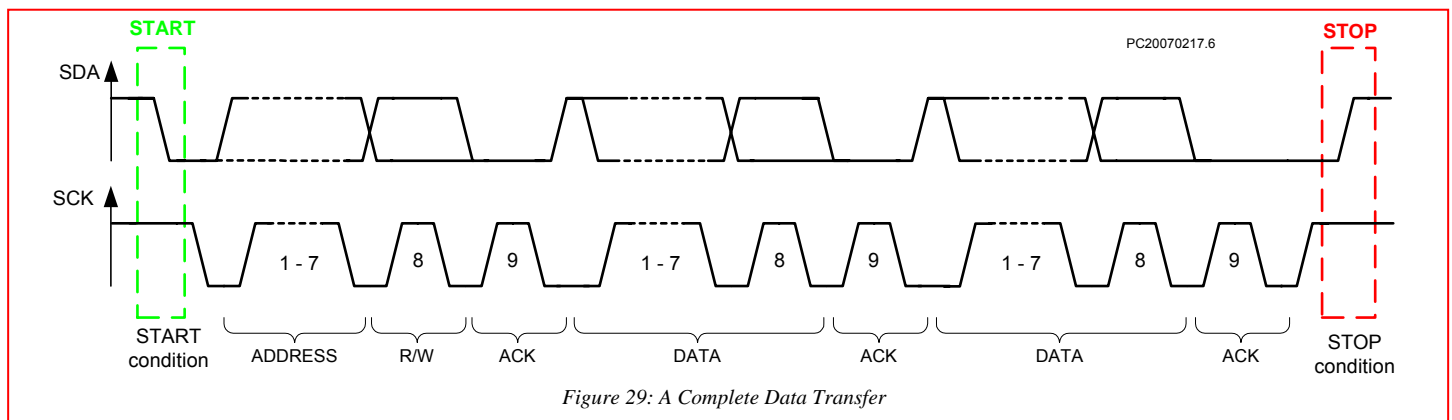 START
STOP
PC20070217.6
SDA
SCK
1 - 7
8
9
1 - 7
8
9
1 - 7
8
9
START
condition
ADDRESS
R/W
ACK
DATA
ACK
DATA
ACK
STOP
condition
Figure 29: A Complete Data Transfer